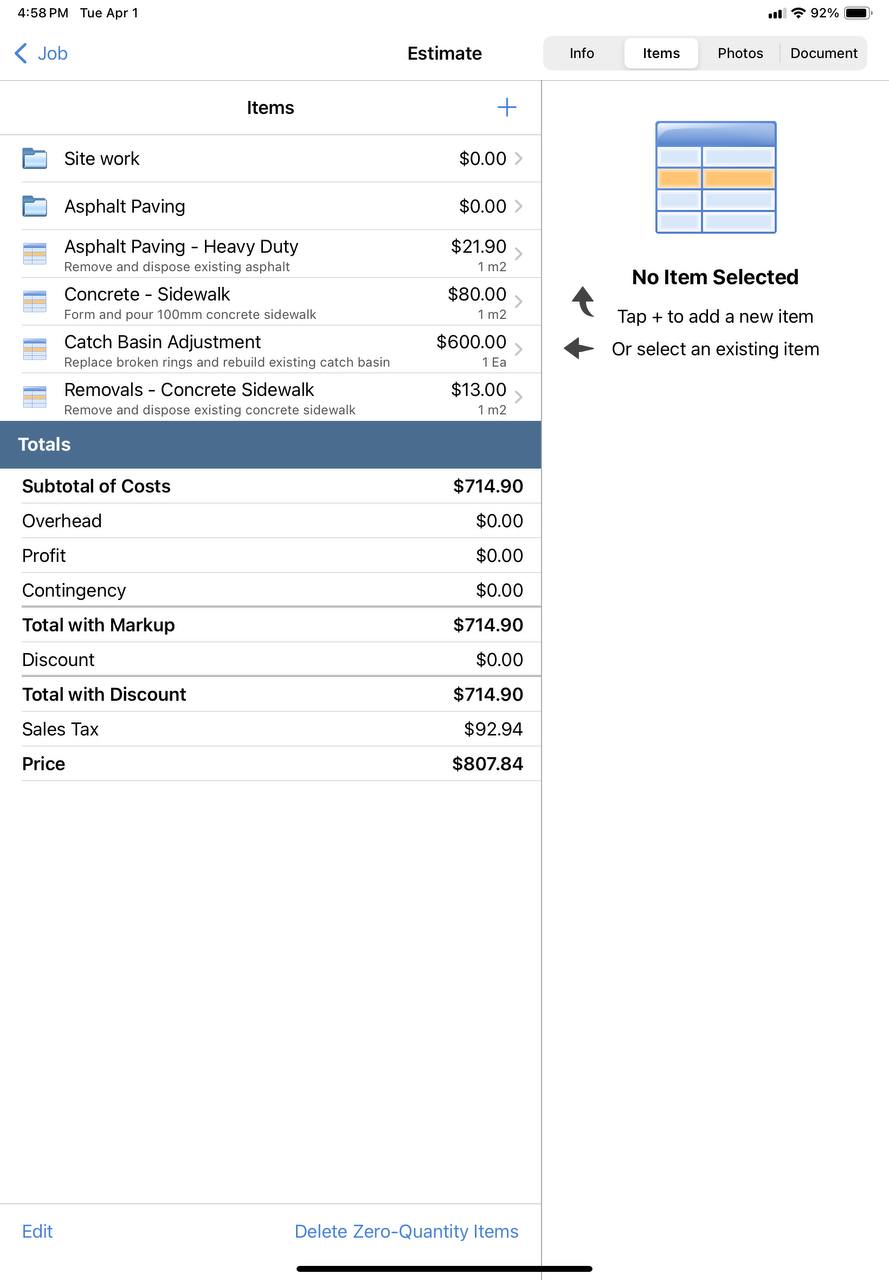 4:58 PM Tue Apr 1 92%
Job Estimate Info Items Photos Document
Items +
Site work $0.00
Asphalt Paving $0.00
Asphalt Paving - Heavy Duty $21.90
Remove and dispose existing asphalt 1 m2
Concrete - Sidewalk $80.00
Form and pour 100mm concrete sidewalk 1 m2
Catch Basin Adjustment $600.00
Replace broken rings and rebuild existing catch basin 1 Ea
Removals - Concrete Sidewalk $13.00
Remove and dispose existing concrete sidewalk 1 m2
Totals
Subtotal of Costs $714.90
Overhead $0.00
Profit $0.00
Contingency $0.00
Total with Markup $714.90
Discount $0.00
Total with Discount $714.90
Sales Tax $92.94
Price $807.84
Edit Delete Zero-Quantity Items
No Item Selected
Tap + to add a new item
Or select an existing item